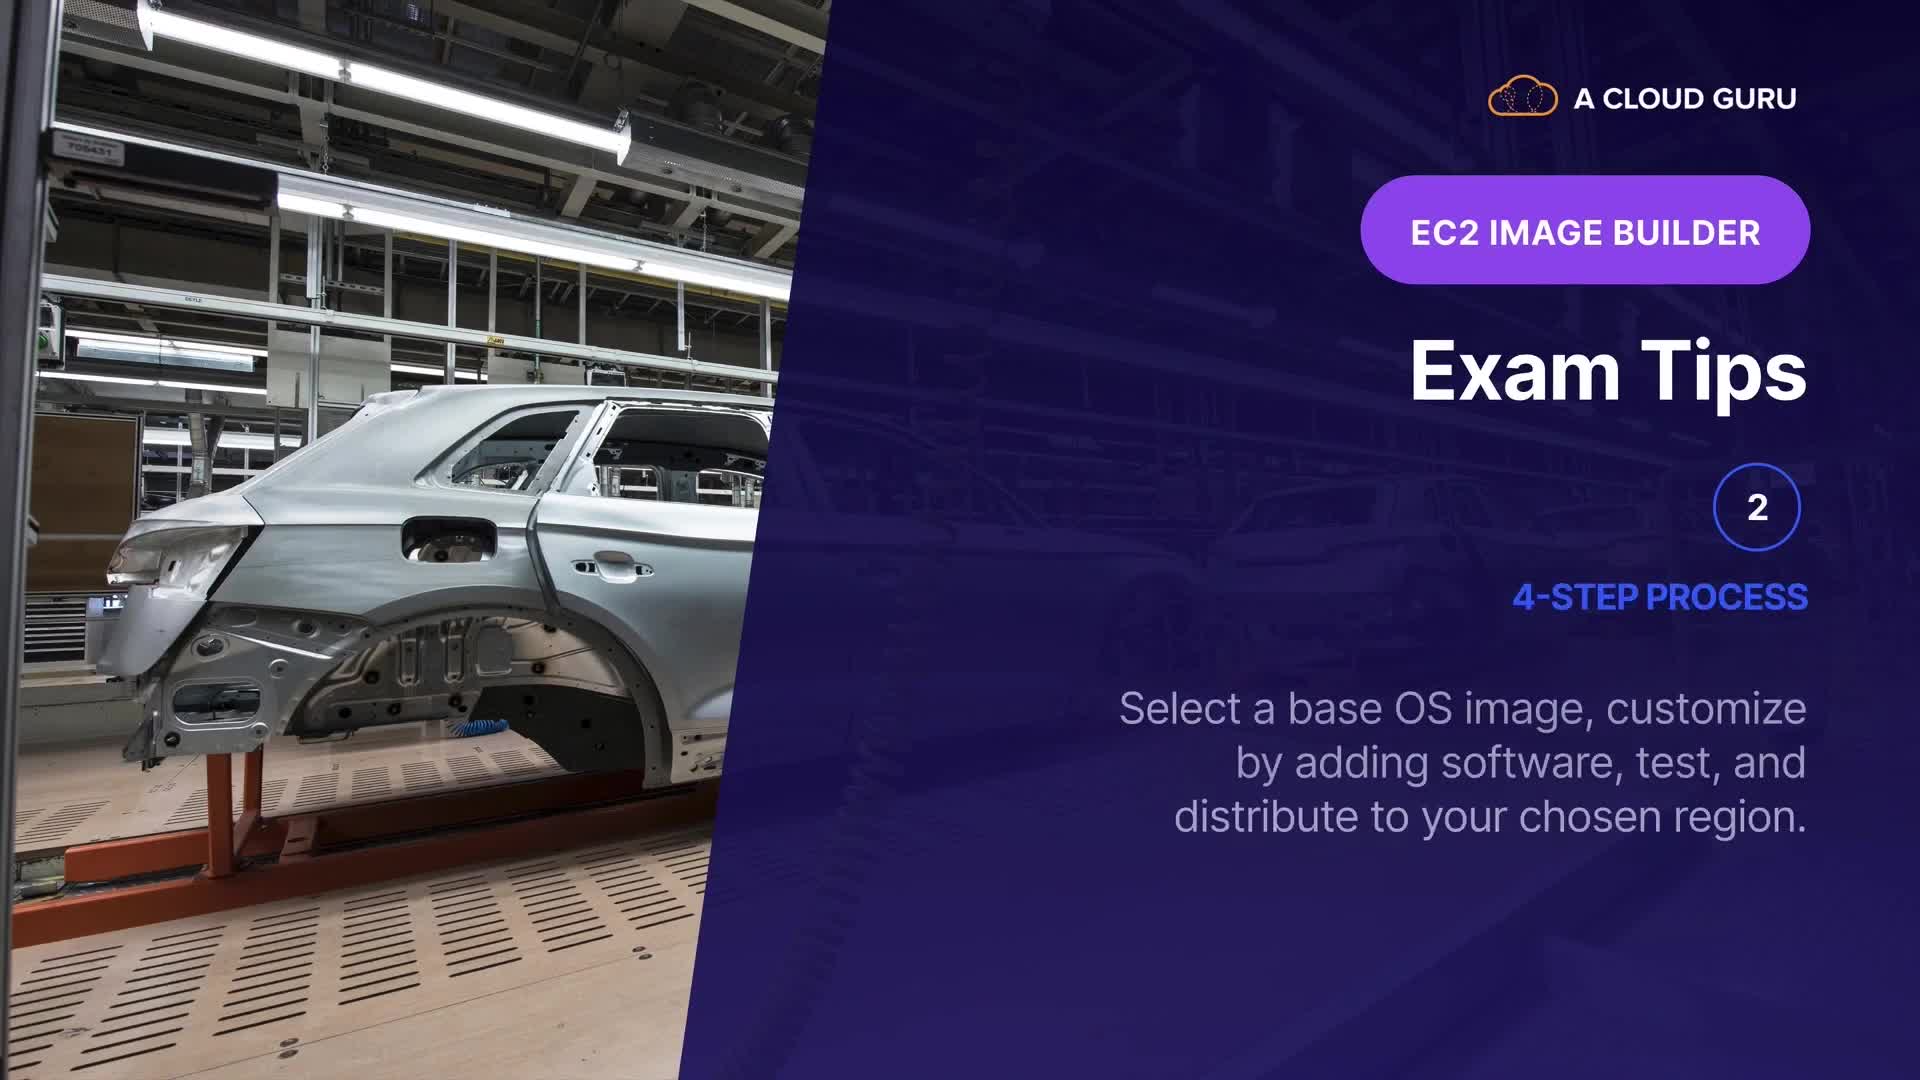 A CLOUD GURU
EC2 IMAGE BUILDER
Exam Tips
2
4-STEP PROCESS
Select a base OS image, customize
by adding software, test, and
distribute to your chosen region.
705431